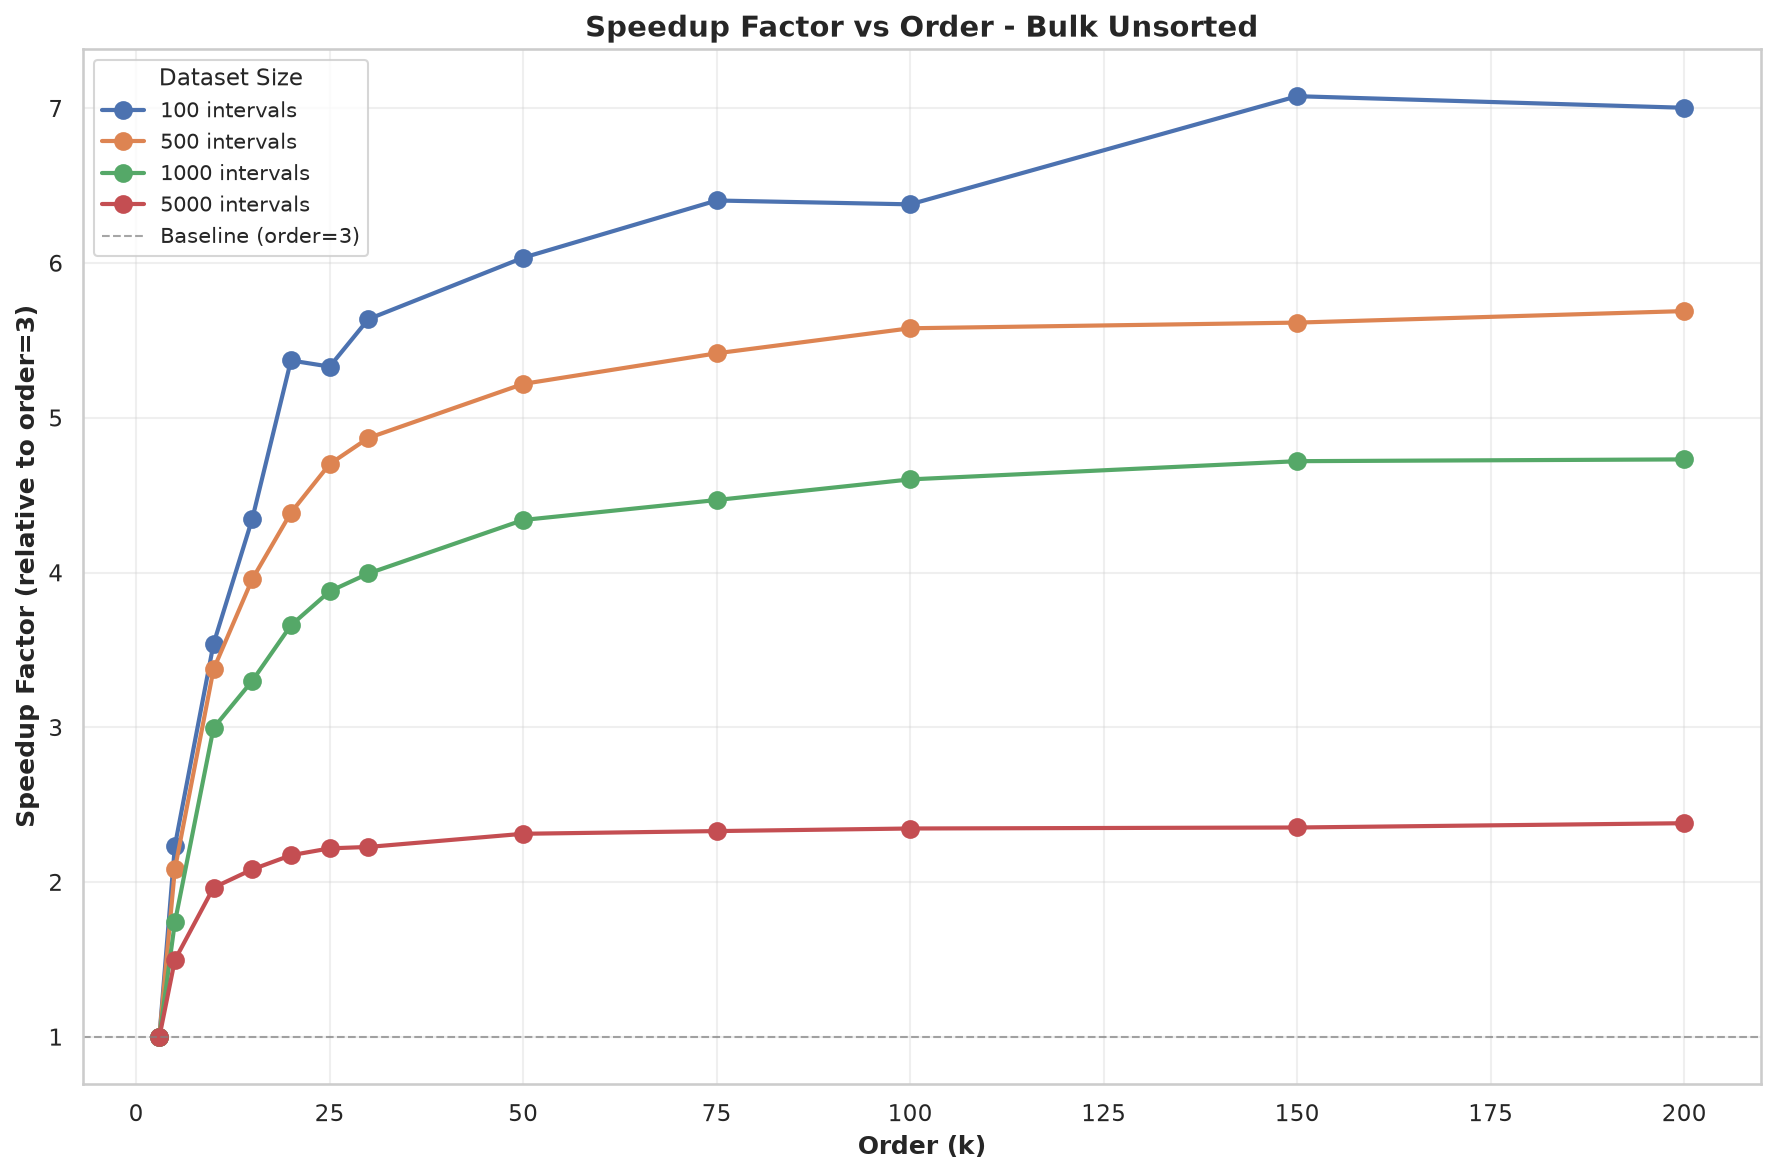 Speedup Factor vs Order - Bulk Unsorted
Dataset Size
100 intervals
500 intervals
1000 intervals
5000 intervals
Baseline (order=3)
Speedup Factor (relative to order=3)
7
6
5
4
3
2
1
0 25 50 75 100 125 150 175 200
Order (k)